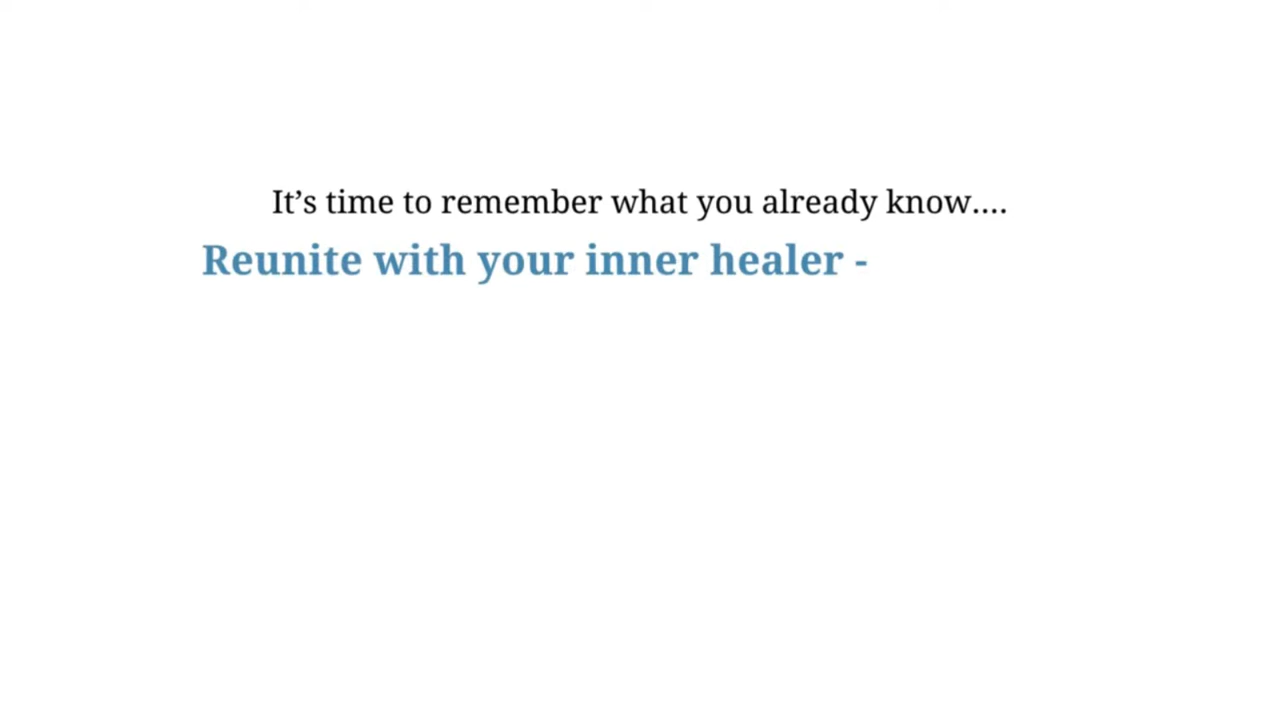 It’s time to remember what you already know....
Reunite with your inner healer -